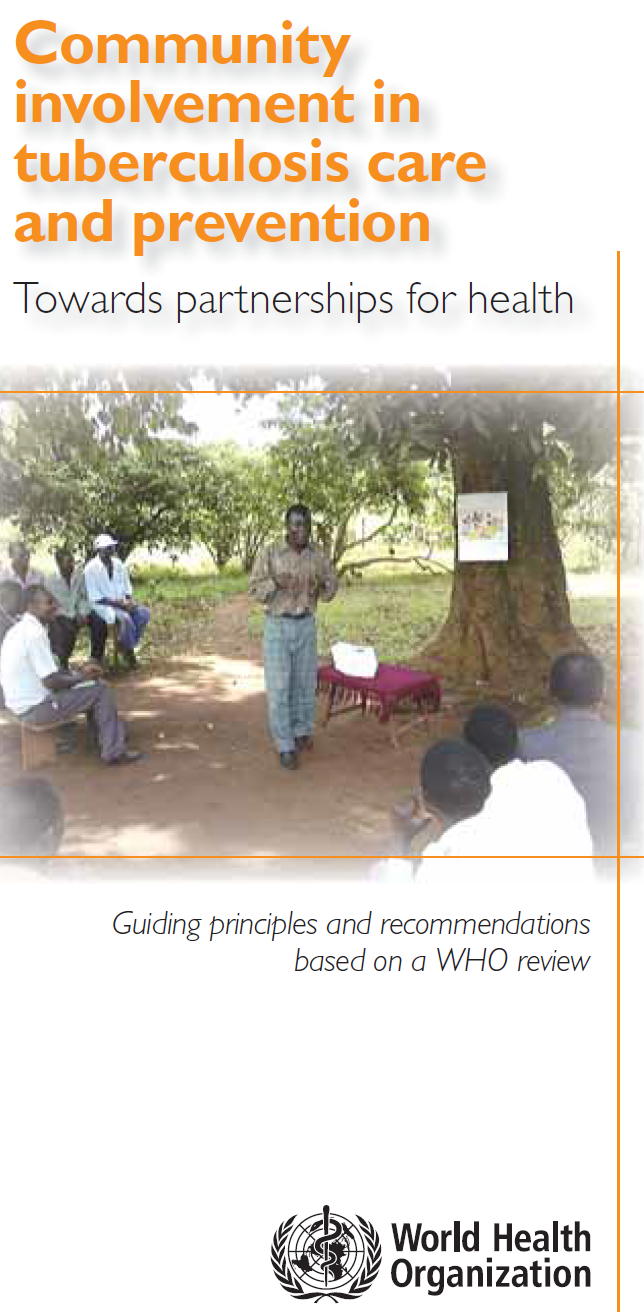 Community
involvement in
tuberculosis care
and prevention
Towards partnerships for health
Guiding principles and recommendations
based on a WHO review
World Health
Organization